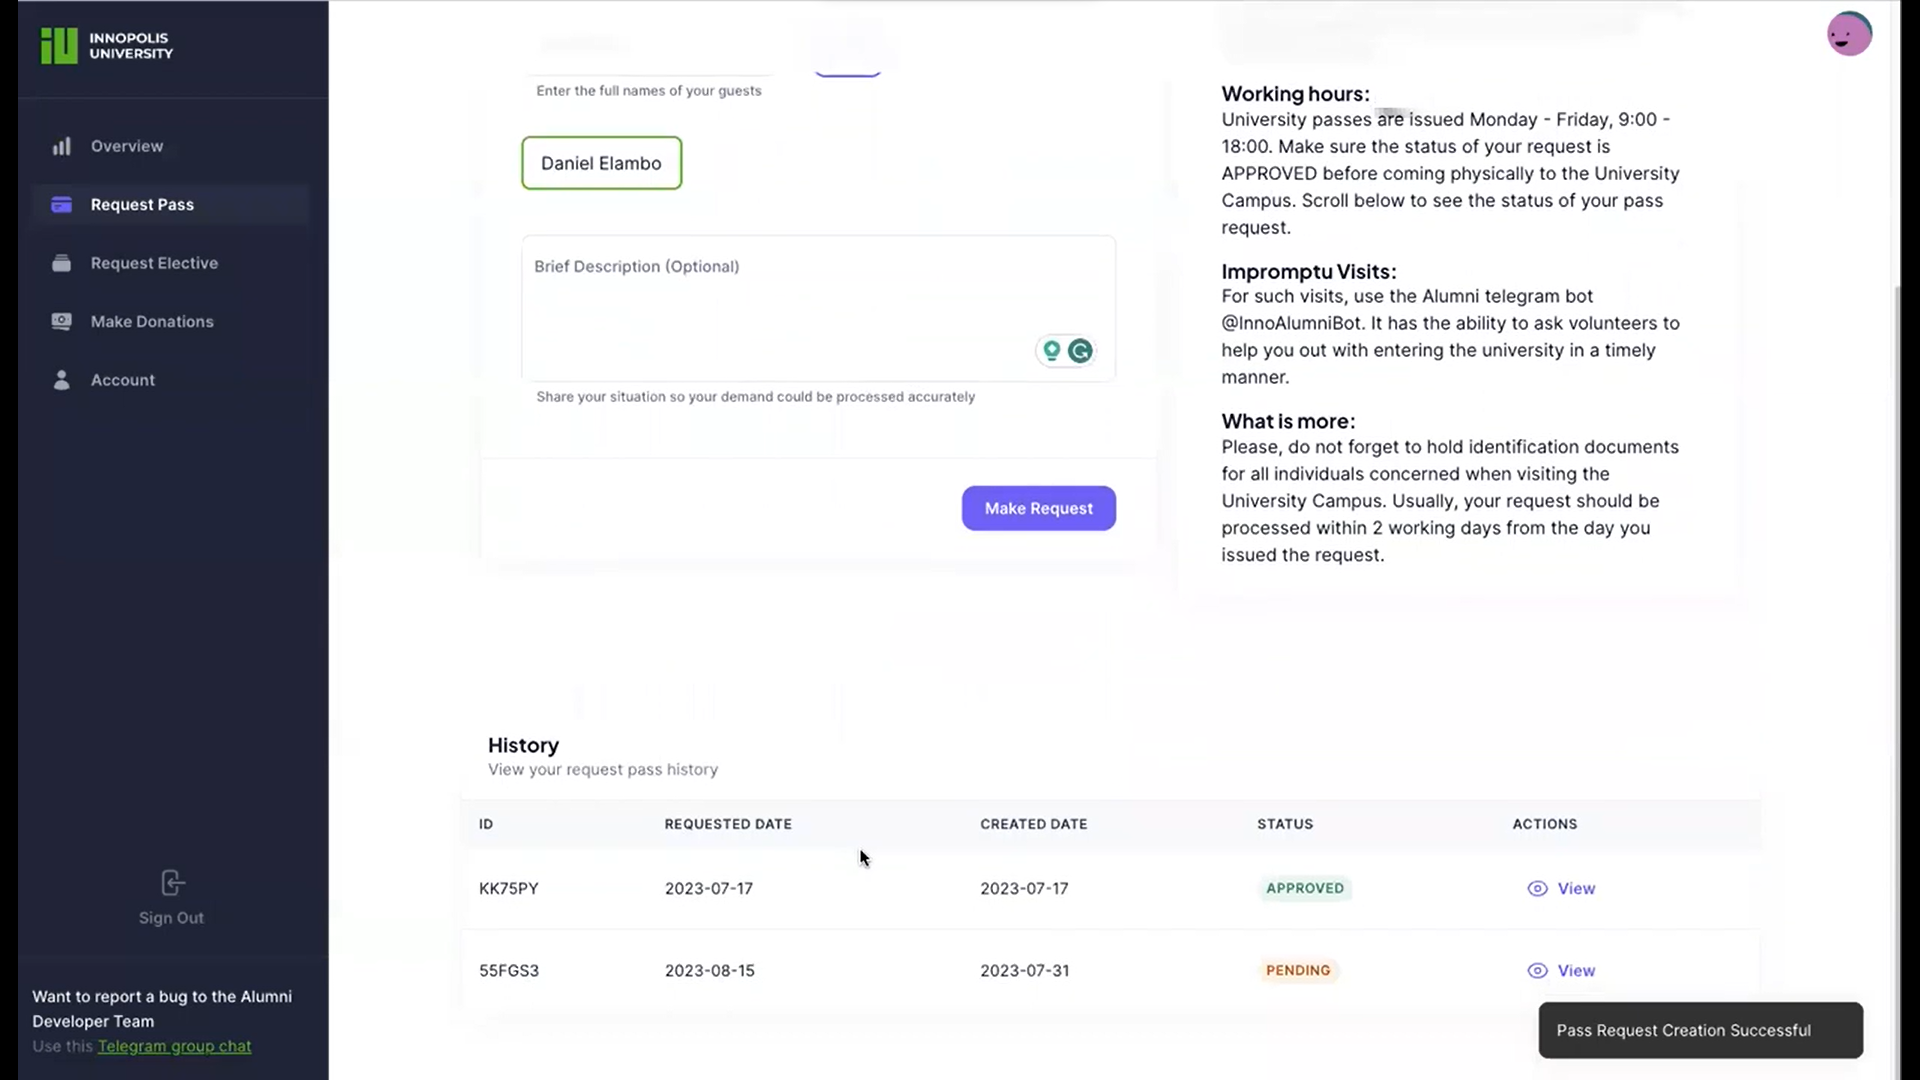 INNOPOLIS
UNIVERSITY
Overview
Request Pass
Request Elective
Make Donations
Account
Sign Out
Want to report a bug to the Alumni
Developer Team
Use this Telegram group chat
Enter the full names of your guests
Daniel Elambo
Brief Description (Optional)
Share your situation so your demand could be processed accurately
Make Request
Working hours:
University passes are issued Monday - Friday, 9:00 -
18:00. Make sure the status of your request is
APPROVED before coming physically to the University
Campus. Scroll below to see the status of your pass
request.
Impromptu Visits:
For such visits, use the Alumni telegram bot
@InnoAlumniBot. It has the ability to ask volunteers to
help you out with entering the university in a timely
manner.
What is more:
Please, do not forget to hold identification documents
for all individuals concerned when visiting the
University Campus. Usually, your request should be
processed within 2 working days from the day you
issued the request.
History
View your request pass history
ID REQUESTED DATE CREATED DATE STATUS ACTIONS
KK75PY 2023-07-17 2023-07-17 APPROVED View
55FGS3 2023-08-15 2023-07-31 PENDING View
Pass Request Creation Successful